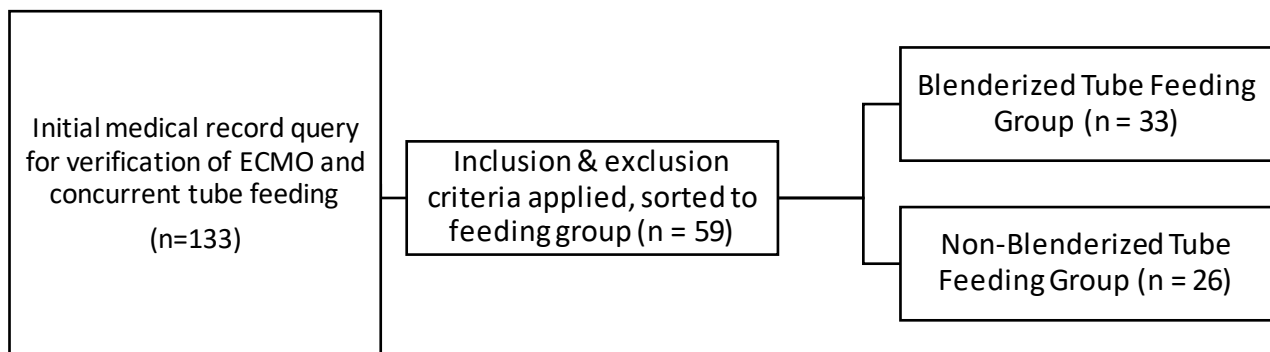 Initial medical record query
for verification of ECMO and
concurrent tube feeding
(n=133)
Inclusion & exclusion
criteria applied, sorted to
feeding group (n = 59)
Blenderized Tube Feeding
Group (n = 33)
Non-Blenderized Tube
Feeding Group (n = 26)